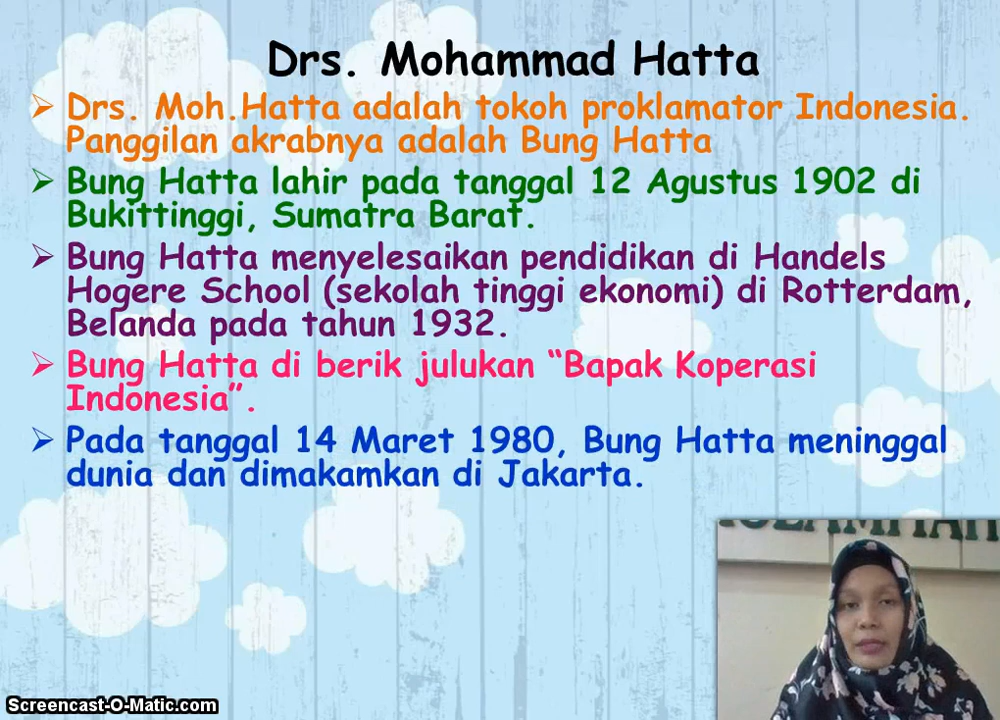 Drs. Mohammad Hatta
➢ Drs. Moh.Hatta adalah tokoh proklamator Indonesia.
Panggilan akrabnya adalah Bung Hatta
➢ Bung Hatta lahir pada tanggal 12 Agustus 1902 di
Bukittinggi, Sumatra Barat.
➢ Bung Hatta menyelesaikan pendidikan di Handels
Hogere School (sekolah tinggi ekonomi) di Rotterdam,
Belanda pada tahun 1932.
➢ Bung Hatta di berik julukan “Bapak Koperasi
Indonesia”.
➢ Pada tanggal 14 Maret 1980, Bung Hatta meninggal
dunia dan dimakamkan di Jakarta.
Screencast-O-Matic.com